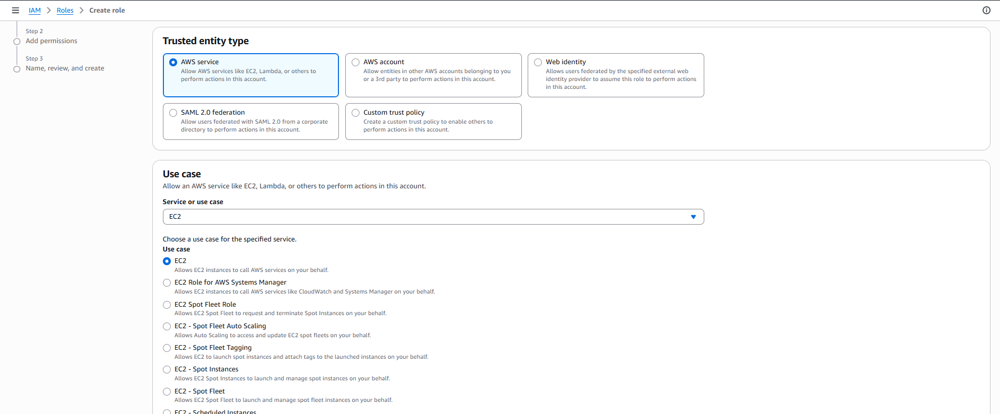 IAM > Roles > Create role
Step 2
Add permissions
Step 3
Name, review, and create
Trusted entity type
AWS service
Allow AWS services like EC2, Lambda, or others to
perform actions in this account.
AWS account
Allow entities in other AWS accounts belonging to you
or a 3rd party to perform actions in this account.
Web identity
Allows users federated by the specified external web
identity provider to assume this role to perform actions
in this account.
SAML 2.0 federation
Allow users federated with SAML 2.0 from a corporate
directory to perform actions in this account.
Custom trust policy
Create a custom trust policy to enable others to
perform actions in this account.
Use case
Allow an AWS service like EC2, Lambda, or others to perform actions in this account.
Service or use case
EC2
Choose a use case for the specified service.
Use case
EC2
Allows EC2 instances to call AWS services on your behalf.
EC2 Role for AWS Systems Manager
Allows EC2 instances to call AWS services like CloudWatch and Systems Manager on your behalf.
EC2 Spot Fleet Role
Allows EC2 Spot Fleet to request and terminate Spot Instances on your behalf.
EC2 - Spot Fleet Auto Scaling
Allows Auto Scaling to access and update EC2 spot fleets on your behalf.
EC2 - Spot Fleet Tagging
Allows EC2 to launch spot instances and attach tags to the launched instances on your behalf.
EC2 - Spot Instances
Allows EC2 Spot Instances to launch and manage spot instances on your behalf.
EC2 - Spot Fleet
Allows EC2 Spot Fleet to launch and manage spot fleet instances on your behalf.
EC2 - Scheduled Instances